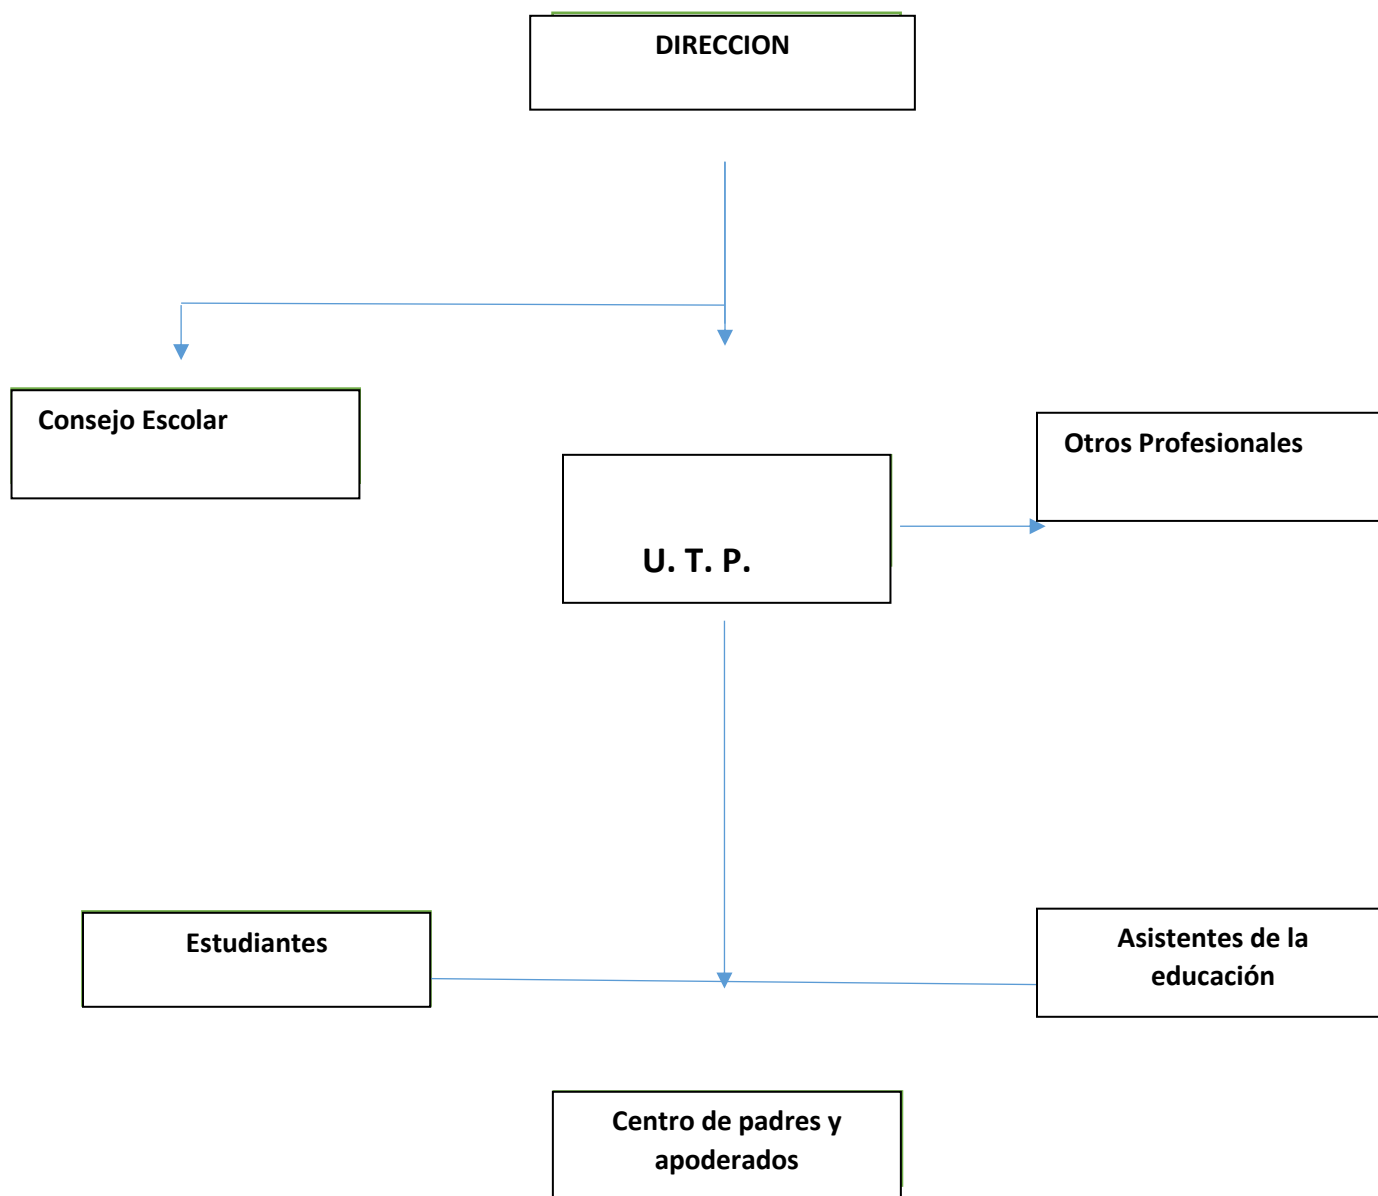 DIRECCION
Consejo Escolar
Otros Profesionales
U. T. P.
Estudiantes
Asistentes de la
educación
Centro de padres y
apoderados